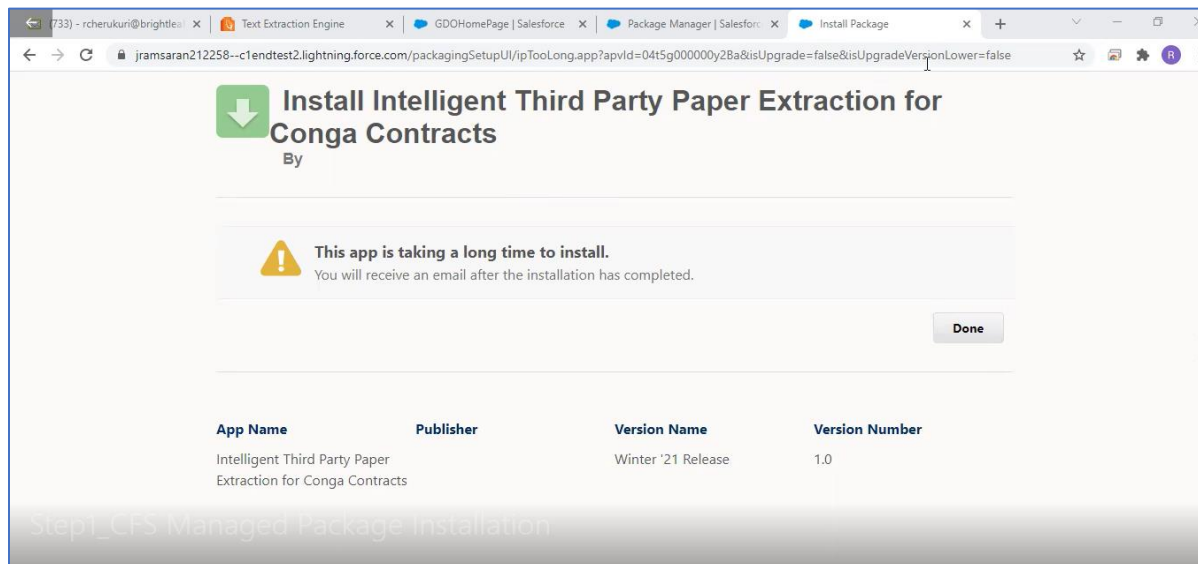 (733) - rcherukuri@brightlea
Text Extraction Engine
GDOHomePage | Salesforce
Package Manager | Salesforc
Install Package
jramsaran212258--c1endtest2.lightning.force.com/packagingSetupUI/ipTooLong.app?apvId=04t5g000000y2Ba&isUpgrade=false&isUpgradeVersionLower=false
R
Install Intelligent Third Party Paper Extraction for
Conga Contracts
By
This app is taking a long time to install.
You will receive an email after the installation has completed.
Done
App Name Publisher Version Name Version Number
Intelligent Third Party Paper Winter '21 Release 1.0
Extraction for Conga Contracts
Step1_CFS Managed Package Installation